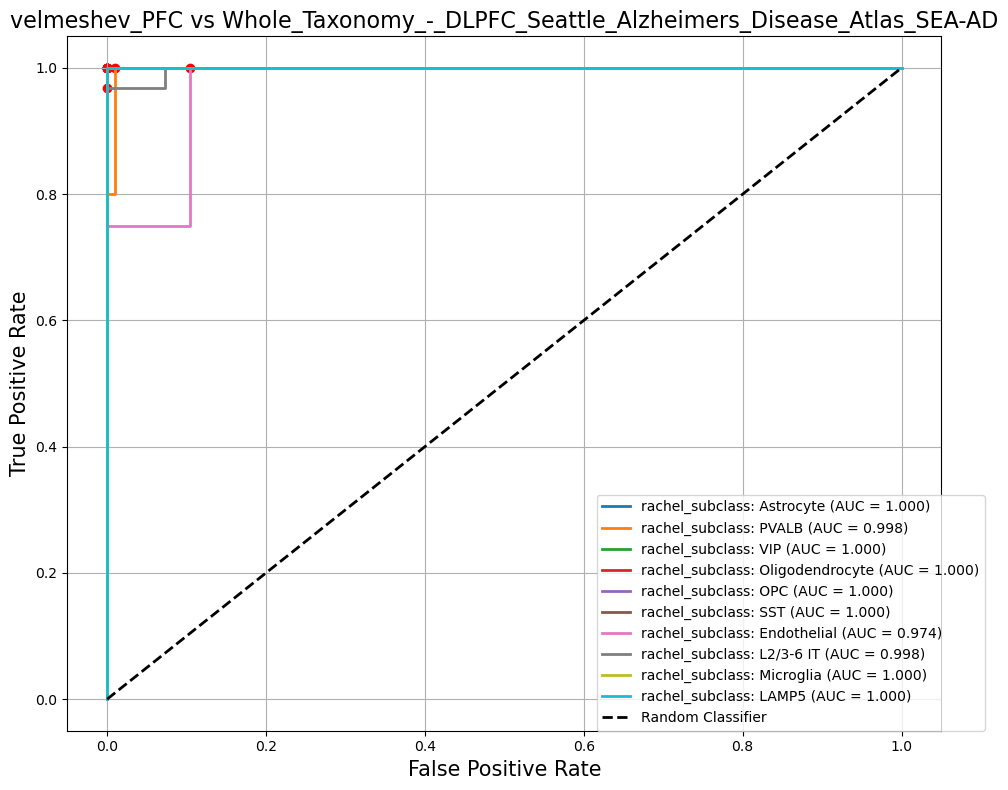 velmeshev_PFC vs Whole_Taxonomy_-_DLPFC_Seattle_Alzheimers_Disease_Atlas_SEA-AD
True Positive Rate
1.0
0.8
0.6
0.4
0.2
0.0
0.0 0.2 0.4 0.6 0.8 1.0
False Positive Rate
rachel_subclass: Astrocyte (AUC = 1.000)
rachel_subclass: PVALB (AUC = 0.998)
rachel_subclass: VIP (AUC = 1.000)
rachel_subclass: Oligodendrocyte (AUC = 1.000)
rachel_subclass: OPC (AUC = 1.000)
rachel_subclass: SST (AUC = 1.000)
rachel_subclass: Endothelial (AUC = 0.974)
rachel_subclass: L2/3-6 IT (AUC = 0.998)
rachel_subclass: Microglia (AUC = 1.000)
rachel_subclass: LAMP5 (AUC = 1.000)
Random Classifier